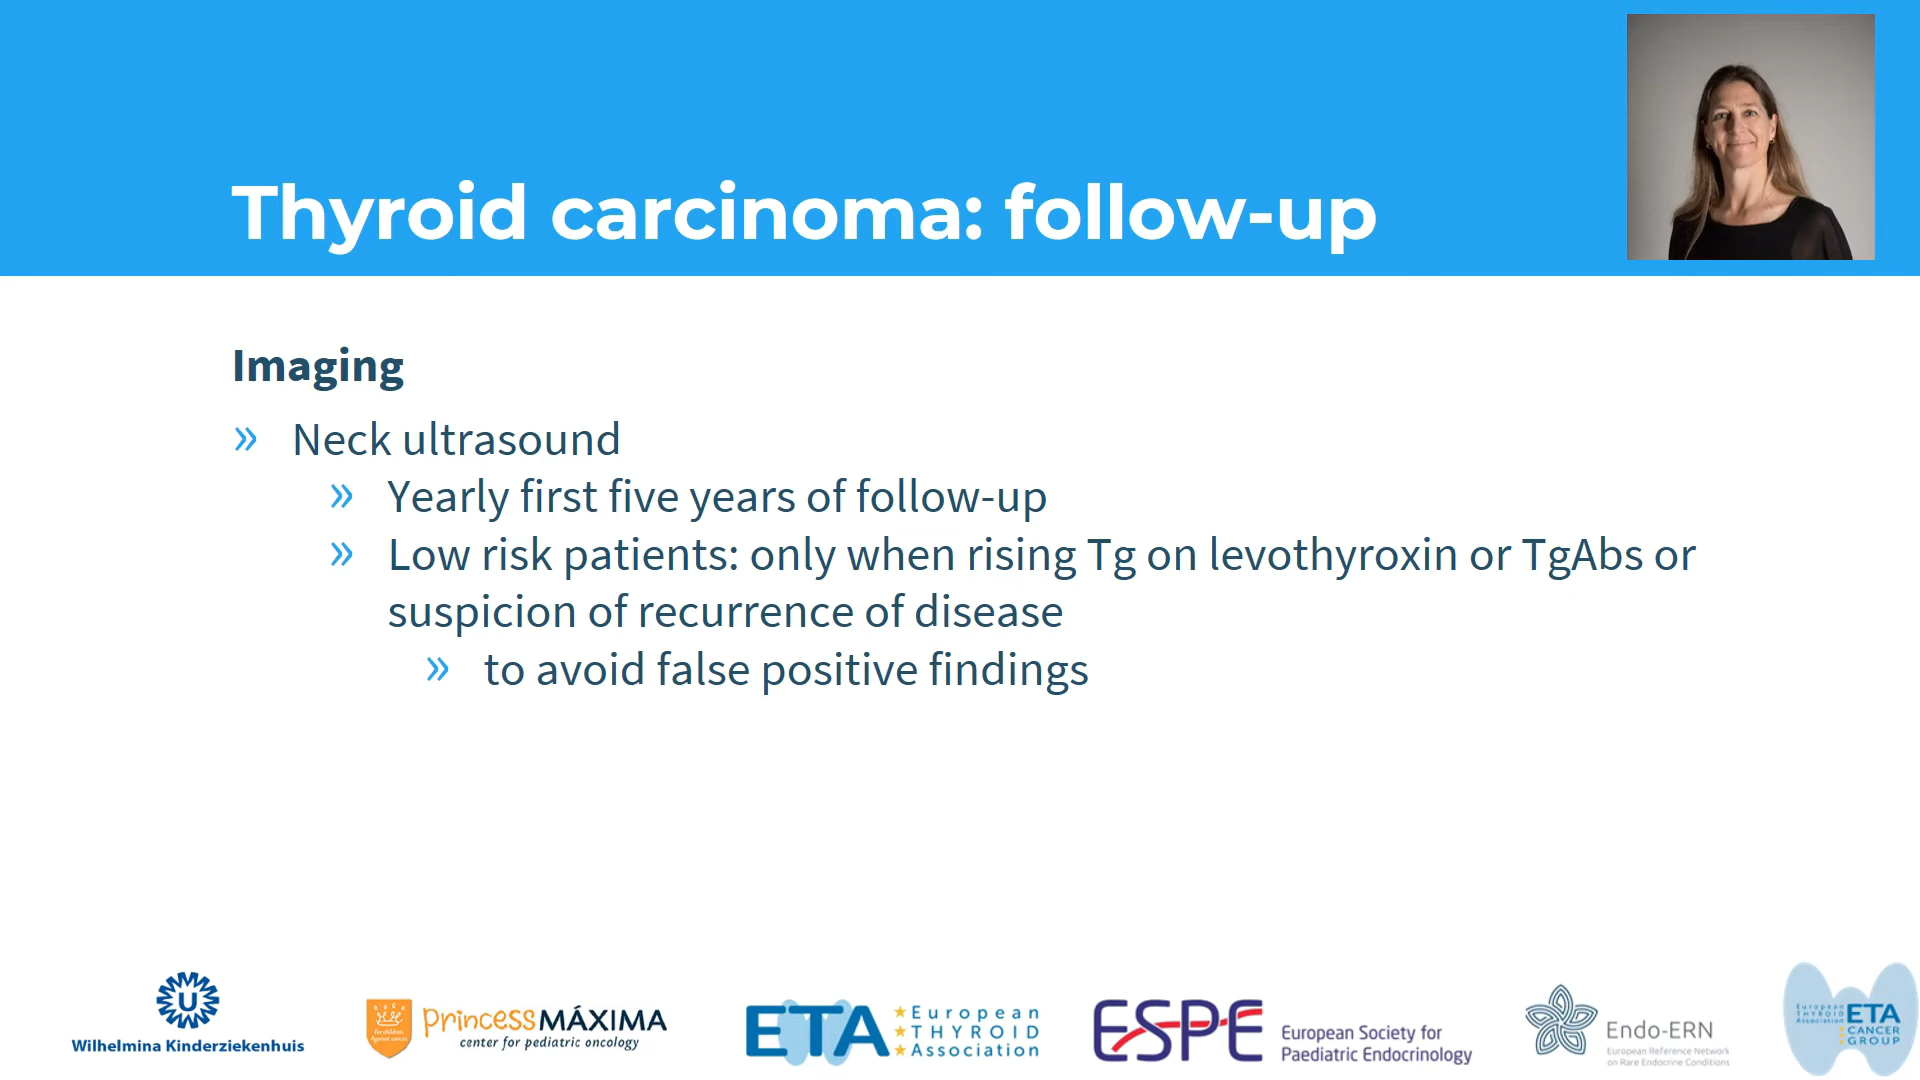 Thyroid carcinoma: follow-up
Imaging
» Neck ultrasound
» Yearly first five years of follow-up
» Low risk patients: only when rising Tg on levothyroxin or TgAbs or
suspicion of recurrence of disease
» to avoid false positive findings
U
Wilhelmina Kinderziekenhuis
PrinceSS MÁXIMA
center for pediatric oncology
ETA
European
THYROID
Association
ESPE
European Society for
Paediatric Endocrinology
Endo-ERN
European Reference Network
on Rare Endocrine Conditions
European
THYROID
Association
ETA
CANCER
GROUP